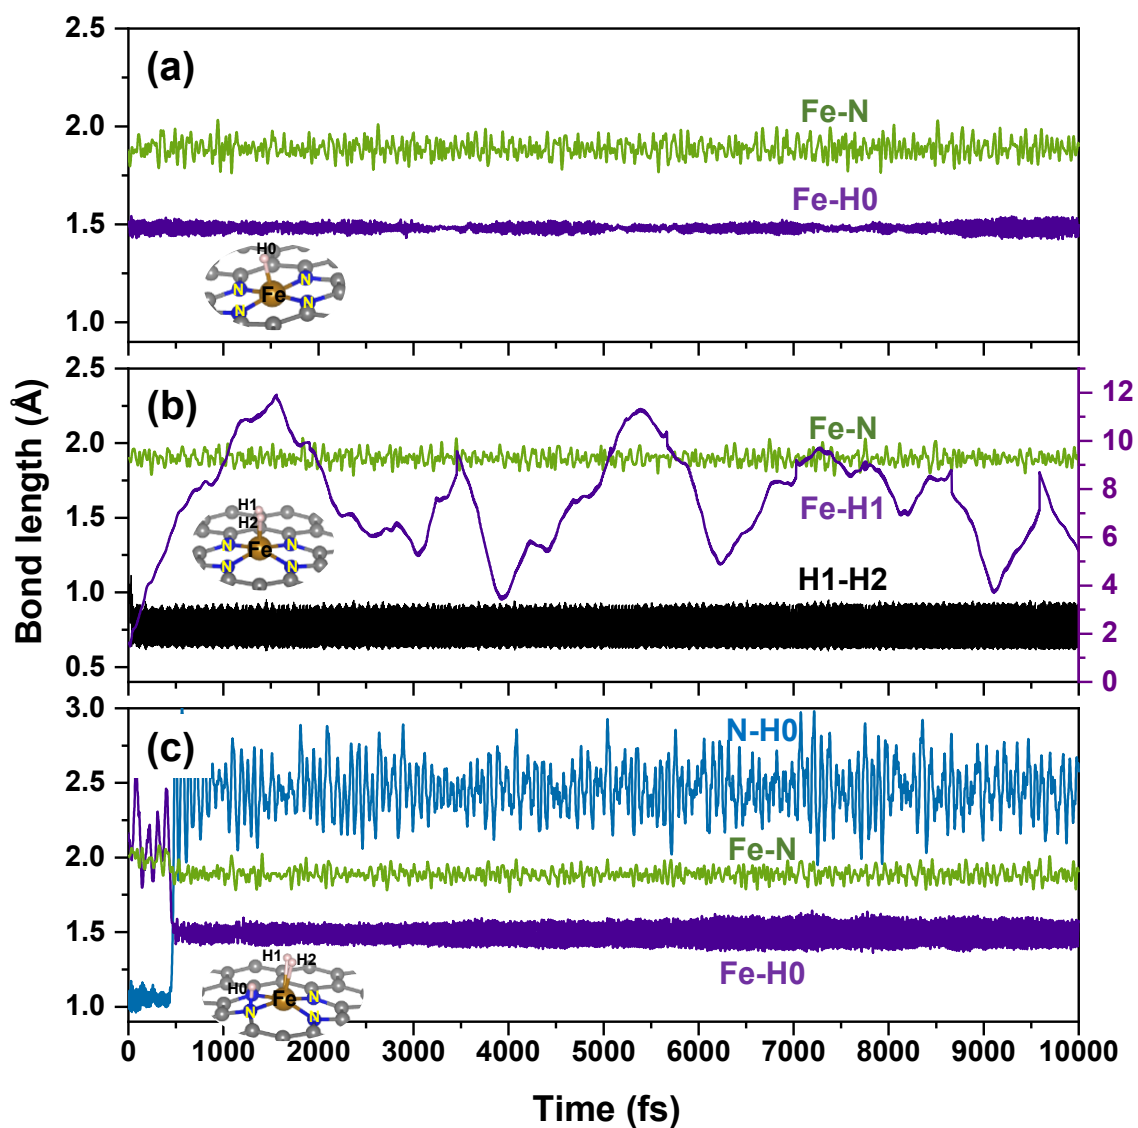 Bond length (Å)
2.5
2.0
1.5
1.0
(a)
Fe-N
Fe-H0
H0
N
N
Fe
N
N
2.5
2.0
1.5
1.0
0.5
(b)
Fe-N
Fe-H1
H1-H2
H1
H2
N
N
Fe
N
N
12
10
8
6
4
2
0
3.0
2.5
2.0
1.5
1.0
(c)
N-H0
Fe-N
Fe-H0
H1 H2
H0
Fe N
N
N
0 1000 2000 3000 4000 5000 6000 7000 8000 9000 10000
Time (fs)